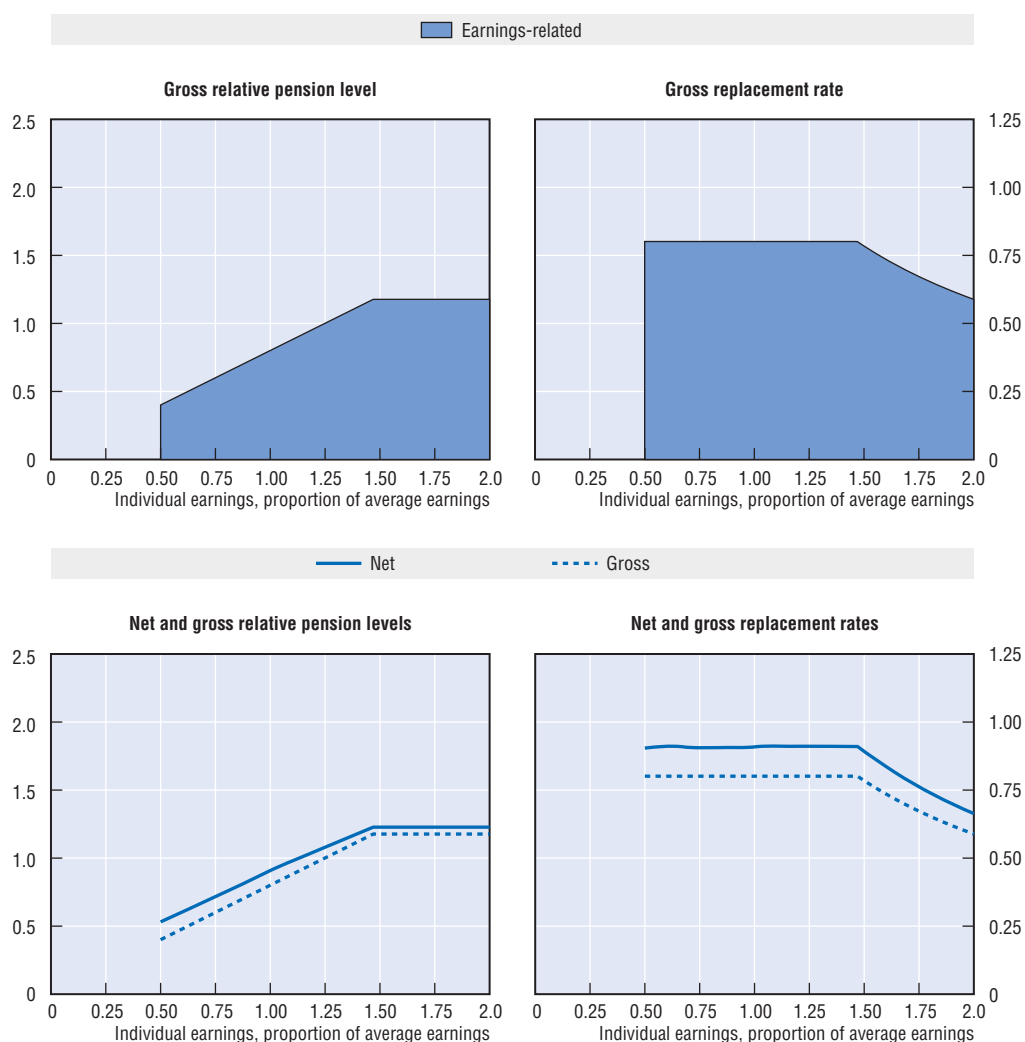 Earnings-related
Gross relative pension level
2.5
2.0
1.5
1.0
0.5
0
0 0.25 0.50 0.75 1.00 1.25 1.50 1.75 2.0
Individual earnings, proportion of average earnings
Gross replacement rate
1.25
1.00
0.75
0.50
0.25
0
0 0.25 0.50 0.75 1.00 1.25 1.50 1.75 2.0
Individual earnings, proportion of average earnings
Net Gross
Net and gross relative pension levels
2.5
2.0
1.5
1.0
0.5
0
0 0.25 0.50 0.75 1.00 1.25 1.50 1.75 2.0
Individual earnings, proportion of average earnings
Net and gross replacement rates
1.25
1.00
0.75
0.50
0.25
0
0 0.25 0.50 0.75 1.00 1.25 1.50 1.75 2.0
Individual earnings, proportion of average earnings